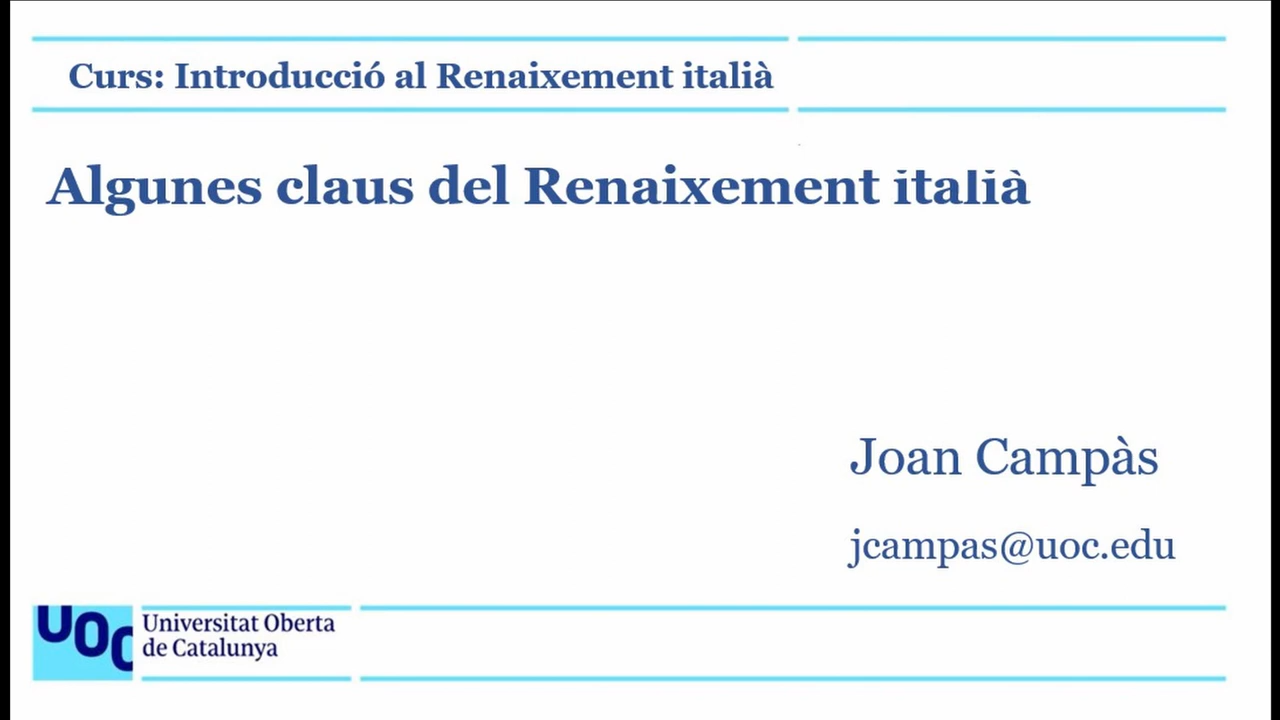 Curs: Introducció al Renaixement italià
Algunes claus del Renaixement italià
Joan Campàs
jcampas@uoc.edu
UOC
Universitat Oberta
de Catalunya